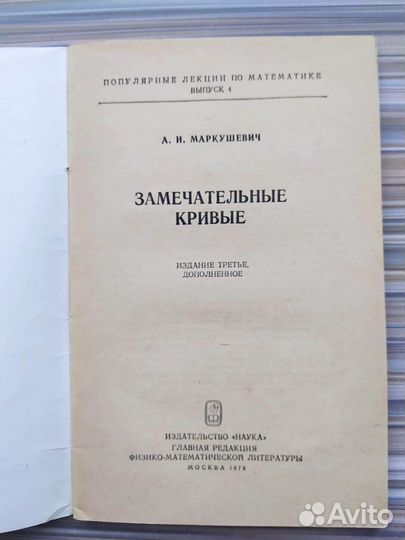 ПОПУЛЯРНЫЕ ЛЕКЦИИ ПО МАТЕМАТИКЕ
ВЫПУСК 4
А. И. МАРКУШЕВИЧ
ЗАМЕЧАТЕЛЬНЫЕ
КРИВЫЕ
ИЗДАНИЕ ТРЕТЬЕ,
ДОПОЛНЕННОЕ
ИЗДАТЕЛЬСТВО «НАУКА»
ГЛАВНАЯ РЕДАКЦИЯ
ФИЗИКО-МАТЕМАТИЧЕСКОЙ ЛИТЕРАТУРЫ
МОСКВА 1978
Avito